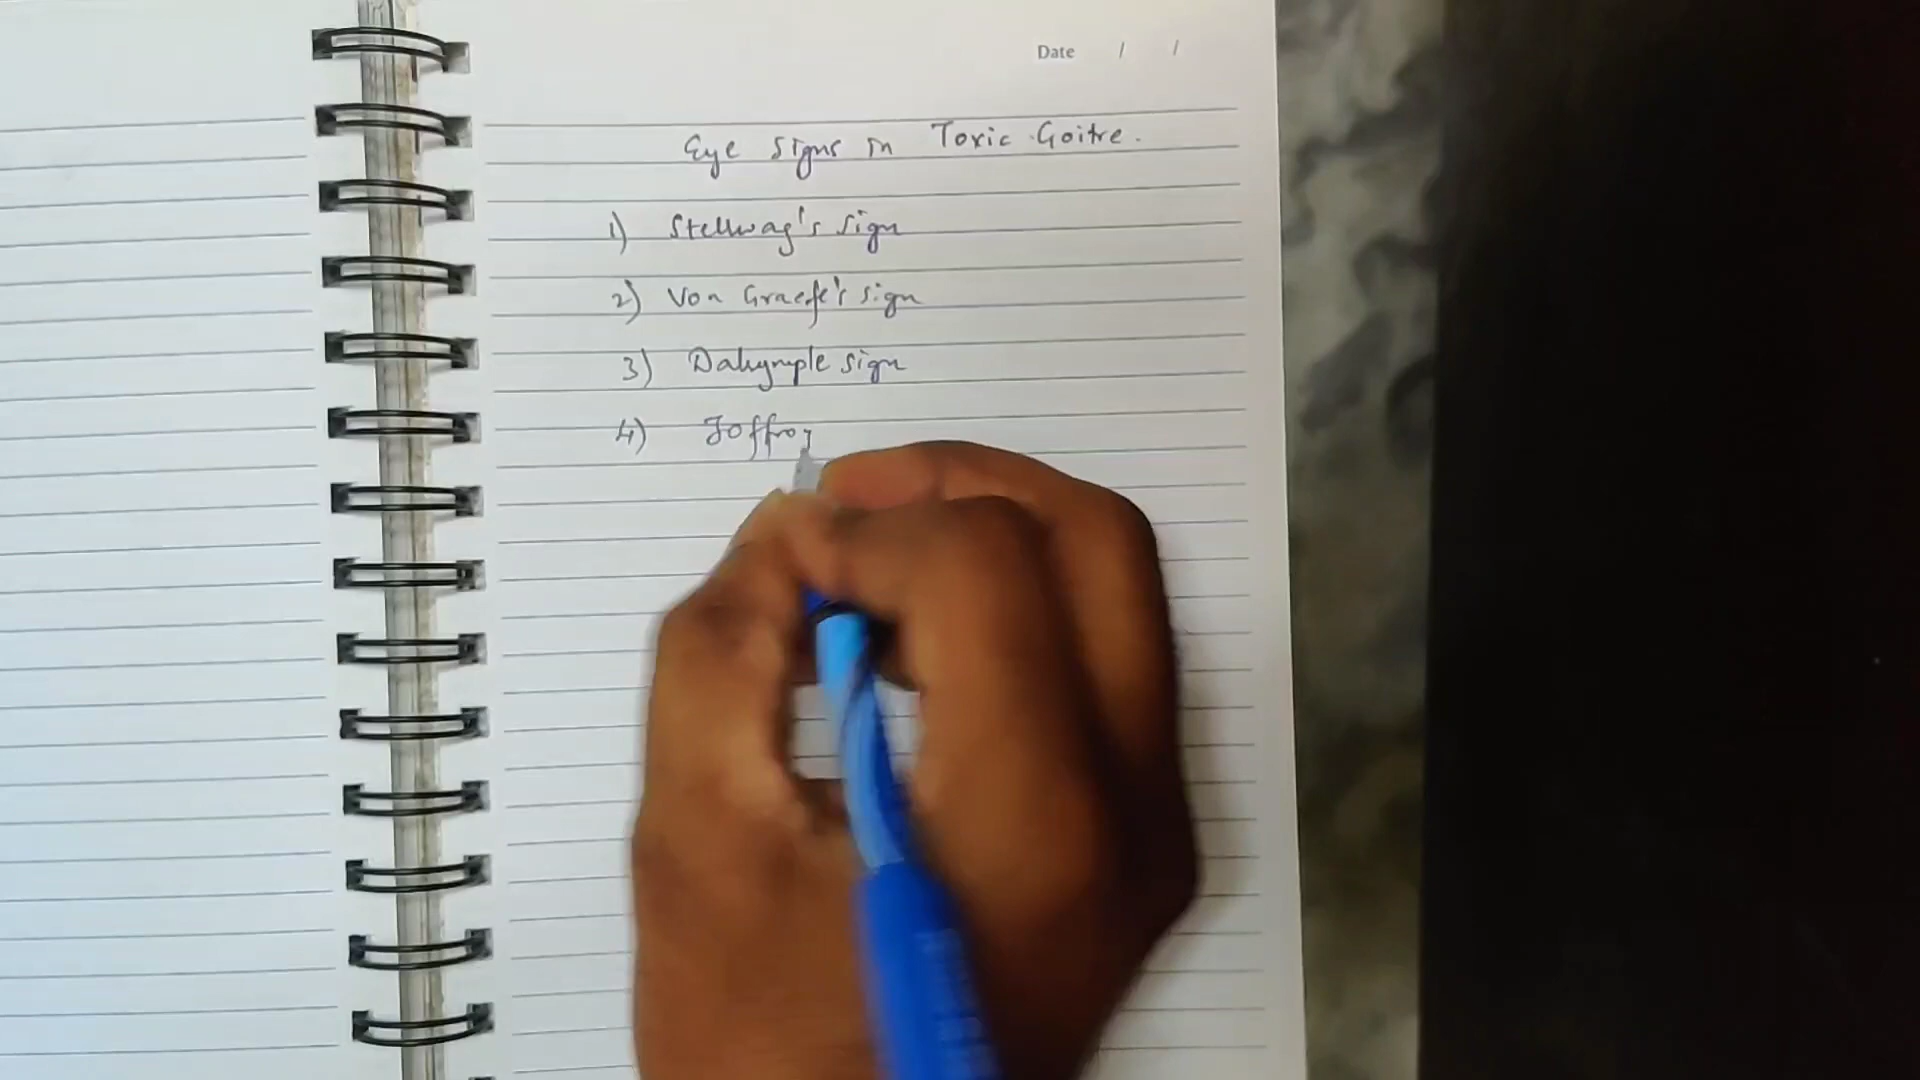 Date / /
Eye signs in Toxic Goitre.
1) Stellwag's sign
2) Von Graefe's sign
3) Dalrymple sign
4) Joffroy